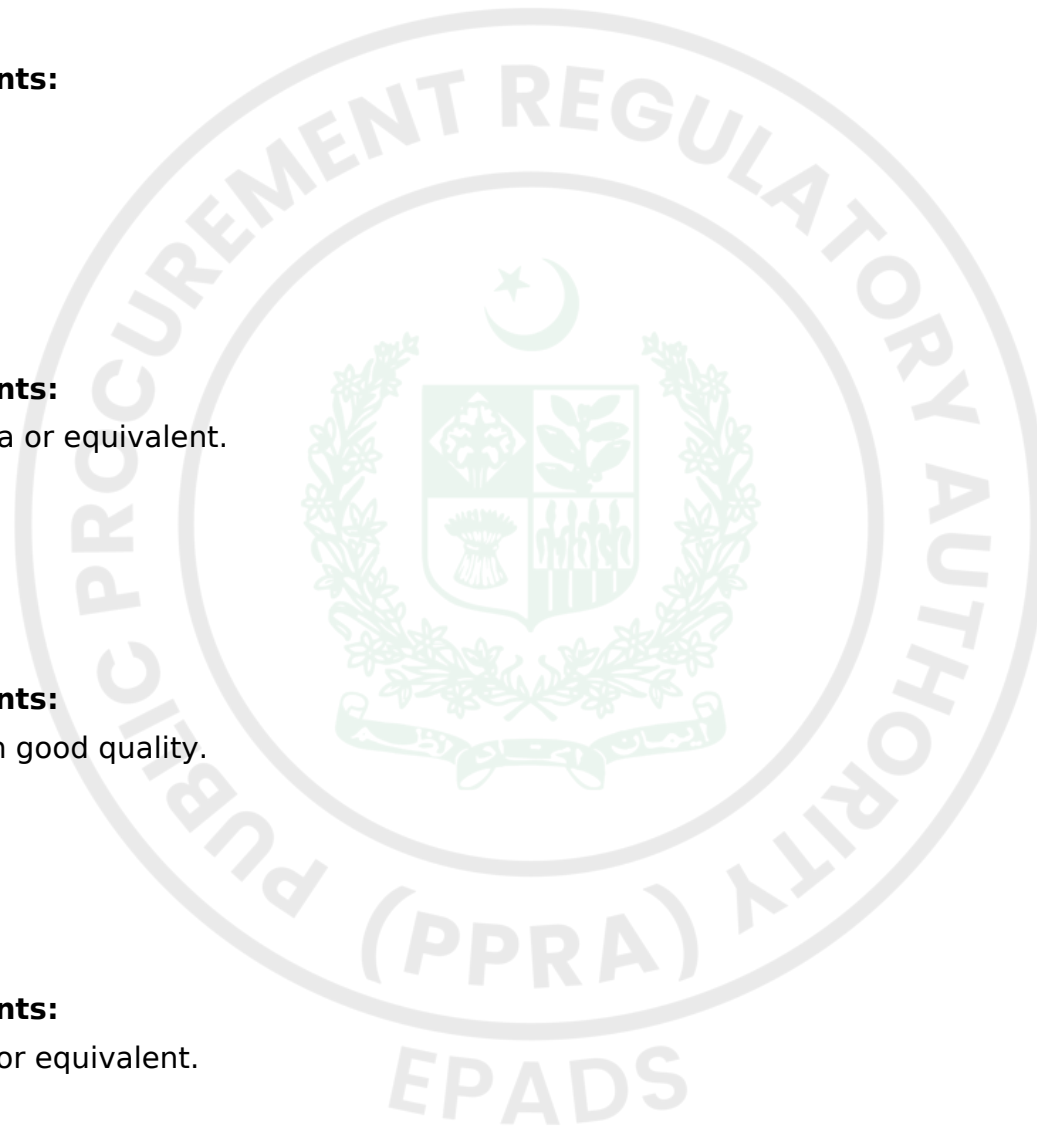 nts:
nts:
a or equivalent.
nts:
n good quality.
nts:
or equivalent.
PUBLIC PROCUREMENT REGULATORY AUTHORITY
(PPRA)
EPADS